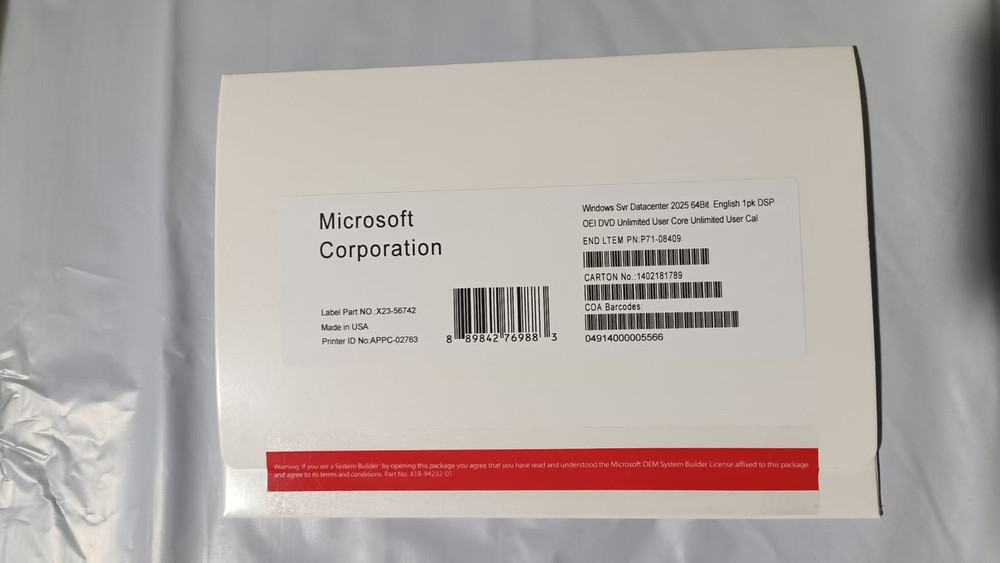 Microsoft
Corporation
Label Part NO.:X23-56742
Made in USA
Printer ID No:APPC-02763
8 89842 76988 3
Windows Svr Datacenter 2025 64Bit English 1pk DSP
OEI DVD Unlimited User Core Unlimited User Cal
END LTEM PN:P71-08409
CARTON No.:1402181789
COA Barcodes:
04914000005566
Warning: If you are a System Builder: by opening this package you agree that you have read and understood the Microsoft OEM System Builder License affixed to this package
and agree to its terms and conditions. Part No. X18-94232-01